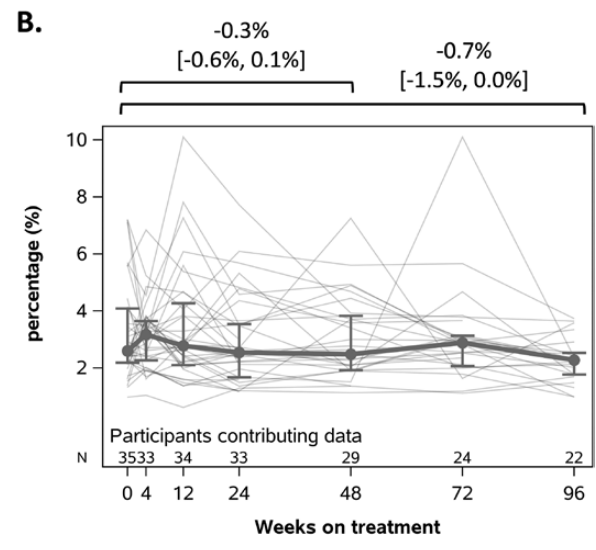 B.
-0.3%
[-0.6%, 0.1%]
-0.7%
[-1.5%, 0.0%]
percentage (%)
10
8
6
4
2
Participants contributing data
N 35 33 34 33 29 24 22
0 4 12 24 48 72 96
Weeks on treatment